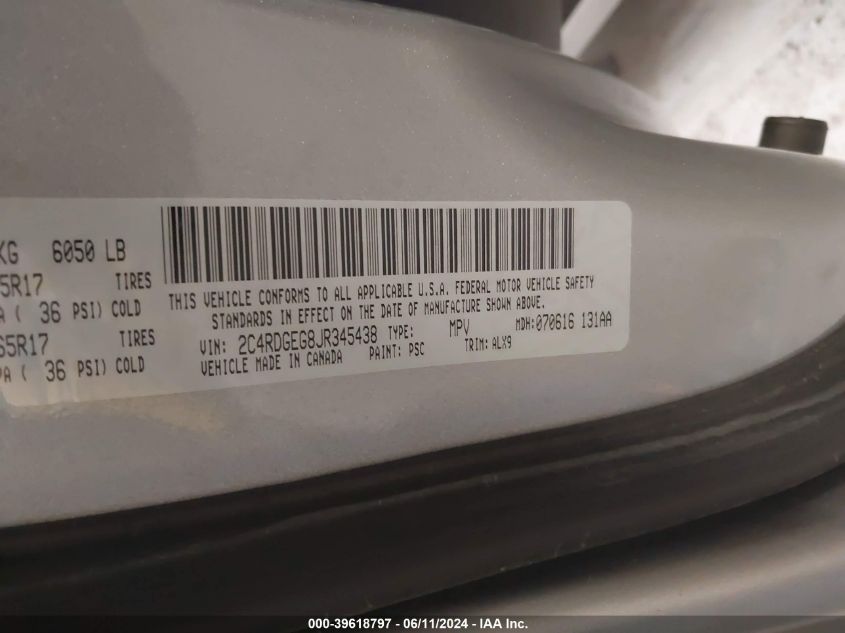 KG 6050 LB
5R17 TIRES
PA ( 36 PSI) COLD
5R17 TIRES
PA ( 36 PSI) COLD
THIS VEHICLE CONFORMS TO ALL APPLICABLE U.S.A. FEDERAL MOTOR VEHICLE SAFETY
STANDARDS IN EFFECT ON THE DATE OF MANUFACTURE SHOWN ABOVE.
VIN: 2C4RDGEG8JR345438 TYPE: MPV MDH:070616 131AA
VEHICLE MADE IN CANADA PAINT: PSC TRIM: ALX9
000-39618797 - 06/11/2024 - IAA Inc.